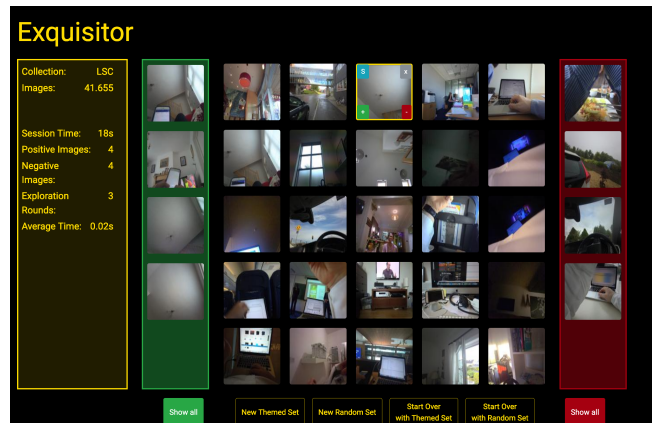 Exquisitor
Collection: LSC
Images: 41.655
Session Time: 18s
Positive Images: 4
Negative 4
Images:
Exploration 3
Rounds:
Average Time: 0.02s
S x
+ -
Show all
New Themed Set
New Random Set
Start Over
with Themed Set
Start Over
with Random Set
Show all